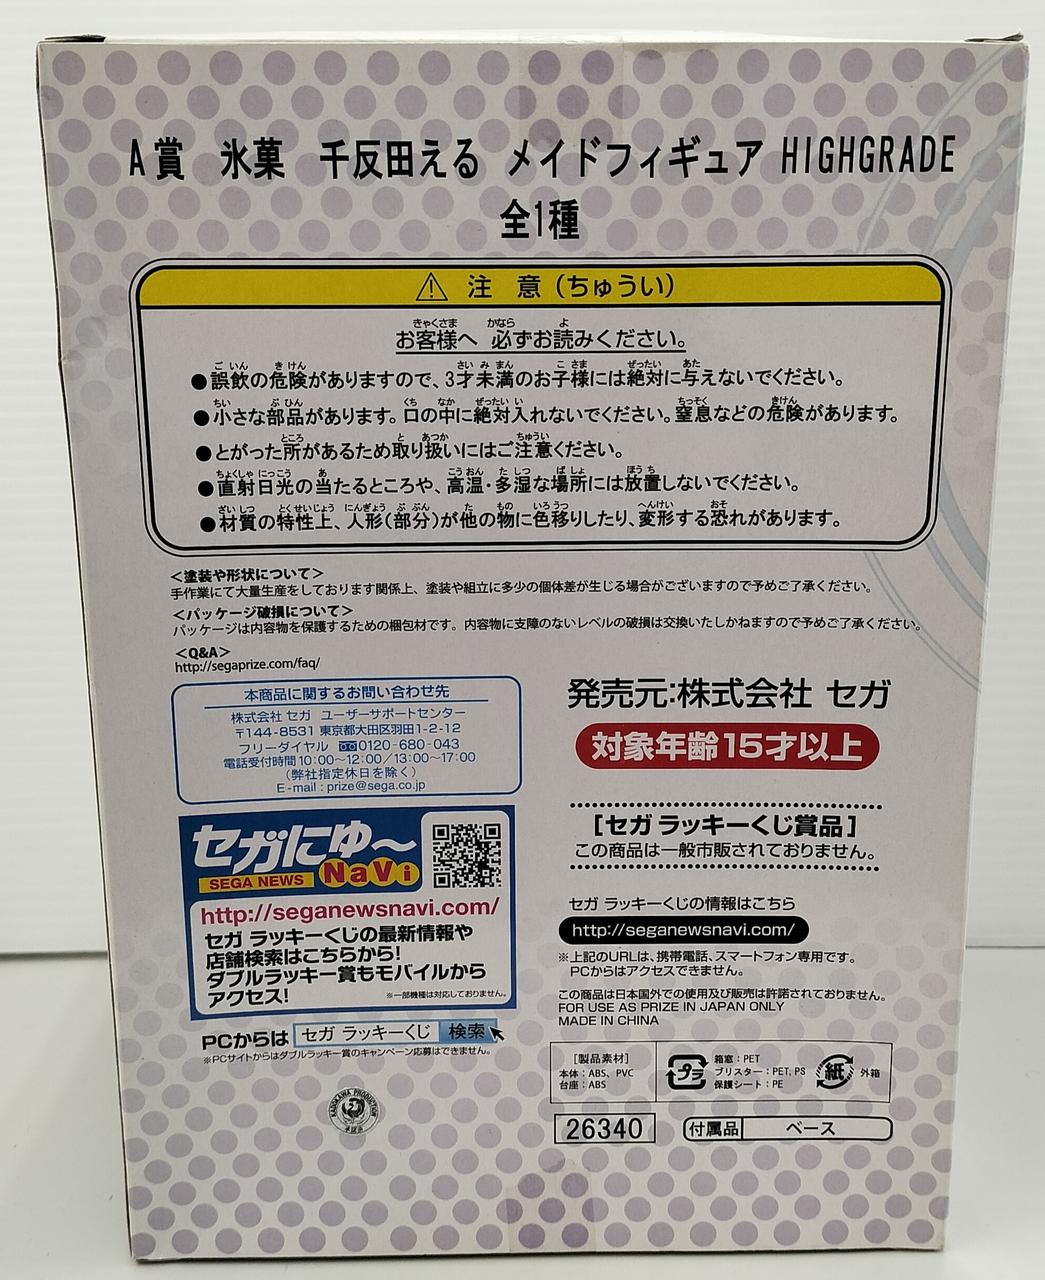 A賞 氷菓 千反田える メイドフィギュア HIGHGRADE
全1種
⚠ 注 意 (ちゅうい)
お客様へ 必ずお読みください。
●誤飲の危険がありますので、3才未満のお子様には絶対に与えないでください。
●小さな部品があります。口の中に絶対入れないでください。窒息などの危険があります。
●とがった所があるため取り扱いにはご注意ください。
●直射日光の当たるところや、高温・多湿な場所には放置しないでください。
●材質の特性上、人形(部分)が他の物に色移りしたり、変形する恐れがあります。
<塗装や形状について>
手作業にて大量生産をしております関係上、塗装や組立に多少の個体差が生じる場合がございますので予めご了承ください。
<パッケージ破損について>
パッケージは内容物を保護するための梱包材です。内容物に支障のないレベルの破損は交換いたしかねますので予めご了承ください。
<Q&A>
http://segaprize.com/faq/
本商品に関するお問い合わせ先
株式会社 セガ ユーザーサポートセンター
〒144-8531 東京都大田区羽田1-2-12
フリーダイヤル 0120-680-043
電話受付時間 10:00〜12:00/13:00〜17:00
(弊社指定休日を除く)
E-mail : prize@sega.co.jp
発売元:株式会社 セガ
対象年齢15才以上
[セガ ラッキーくじ賞品]
この商品は一般市販されておりません。
セガにゅ〜
SEGA NEWS NaVi
http://seganewsnavi.com/
セガ ラッキーくじの最新情報や
店舗検索はこちらから!
ダブルラッキー賞もモバイルから
アクセス!
※一部機種は対応しておりません。
PCからは セガ ラッキーくじ 検索
※PCサイトからはダブルラッキー賞のキャンペーン応募はできません。
セガ ラッキーくじの情報はこちら
http://seganewsnavi.com/
※上記のURLは、携帯電話、スマートフォン専用です。
PCからはアクセスできません。
この商品は日本国外での使用及び販売は許諾されておりません。
FOR USE AS PRIZE IN JAPAN ONLY
MADE IN CHINA
[製品素材]
本体:ABS、PVC
台座:ABS
プラ
箱窓:PET
ブリスター:PET, PS
保護シート:PE
紙 外箱
KADOKAWA PRODUCTION
26340
付属品 ベース